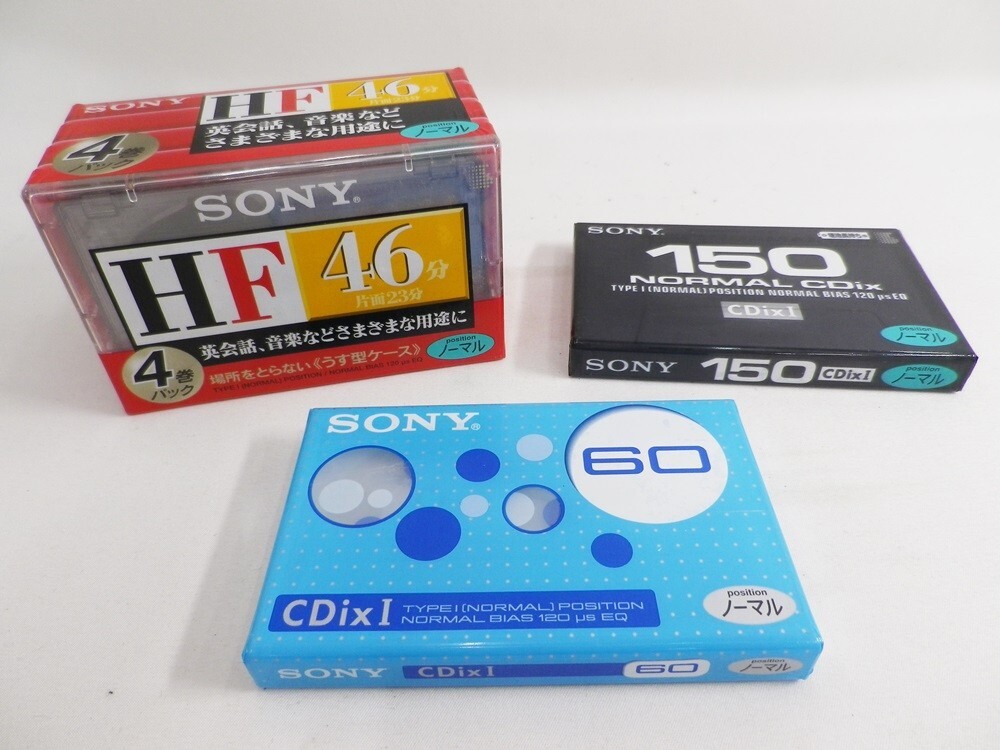 SONY
HF
46分
片面23分
英会話、音楽など
さまざまな用途に
position
ノーマル
4巻
パック
SONY®
HF
46分
片面23分
英会話、音楽などさまざまな用途に
position
ノーマル
4巻
パック
場所をとらない《うす型ケース》
TYPE I (NORMAL) POSITION / NORMAL BIAS 120 µs EQ
SONY.
150
NORMAL CDix
TYPE I (NORMAL) POSITION NORMAL BIAS 120 µs EQ
CDix I
position
ノーマル
SONY 150 CDix I
position
ノーマル
SONY®
60
CDix I
TYPE I (NORMAL) POSITION
NORMAL BIAS 120 µs EQ
position
ノーマル
SONY CDix I 60
position
ノーマル